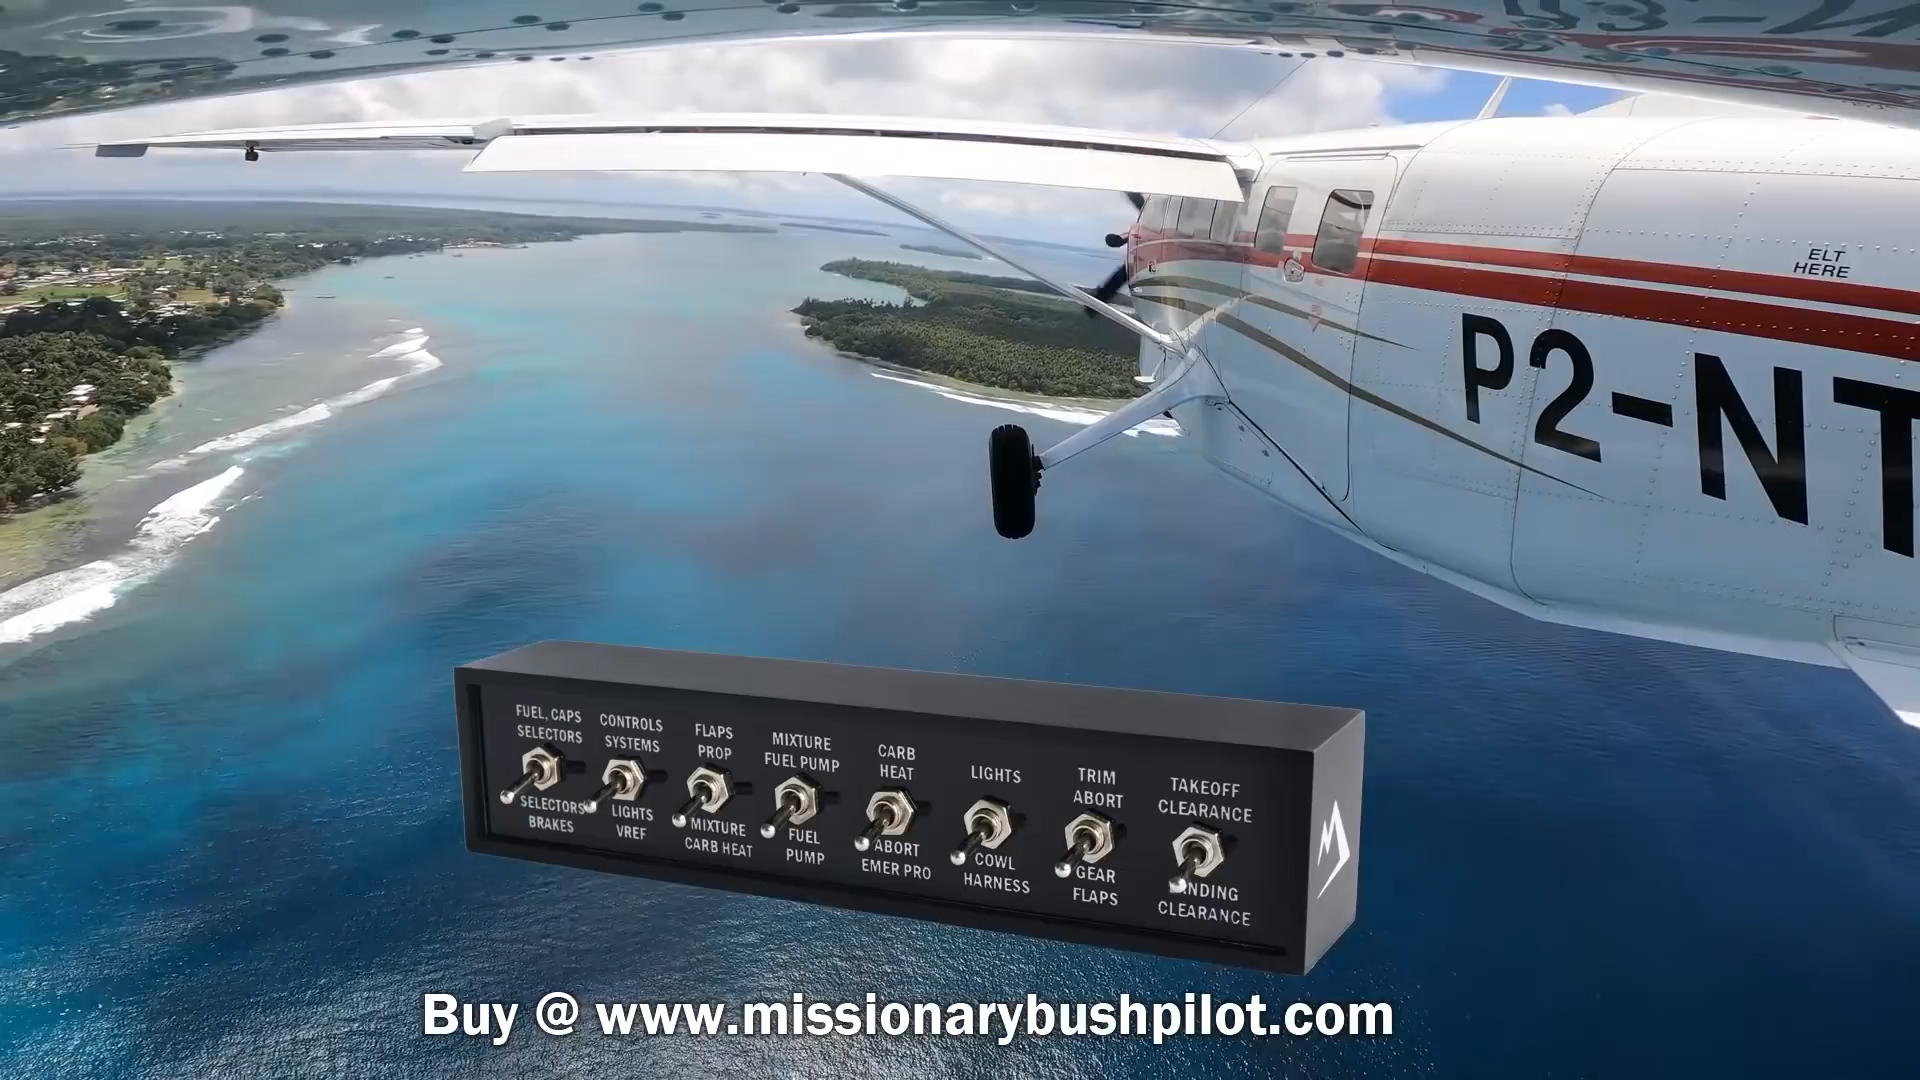 ELT
HERE
P2-NT
FUEL, CAPS
SELECTORS
SELECTORS
BRAKES
CONTROLS
SYSTEMS
LIGHTS
VREF
FLAPS
PROP
MIXTURE
CARB HEAT
MIXTURE
FUEL PUMP
FUEL
PUMP
CARB
HEAT
ABORT
EMER PRO
LIGHTS
COWL
HARNESS
TRIM
ABORT
GEAR
FLAPS
TAKEOFF
CLEARANCE
CLEARANCE
Buy @ www.missionarybushpilot.com